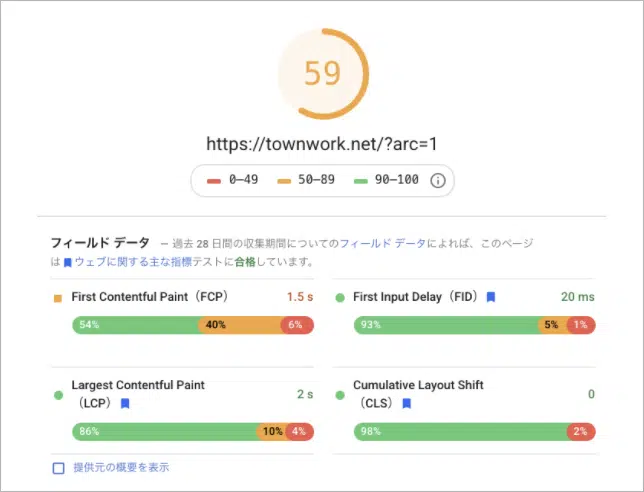 59
https://townwork.net/?arc=1
0–49 50–89 90–100
フィールド データ — 過去 28 日間の収集期間についてのフィールド データによれば、このページ
は ウェブに関する主な指標テストに合格しています。
First Contentful Paint（FCP） 1.5 s
54% 40% 6%
First Input Delay（FID） 20 ms
93% 5% 1%
Largest Contentful Paint
（LCP） 2 s
86% 10% 4%
Cumulative Layout Shift
（CLS） 0
98% 2%
提供元の概要を表示